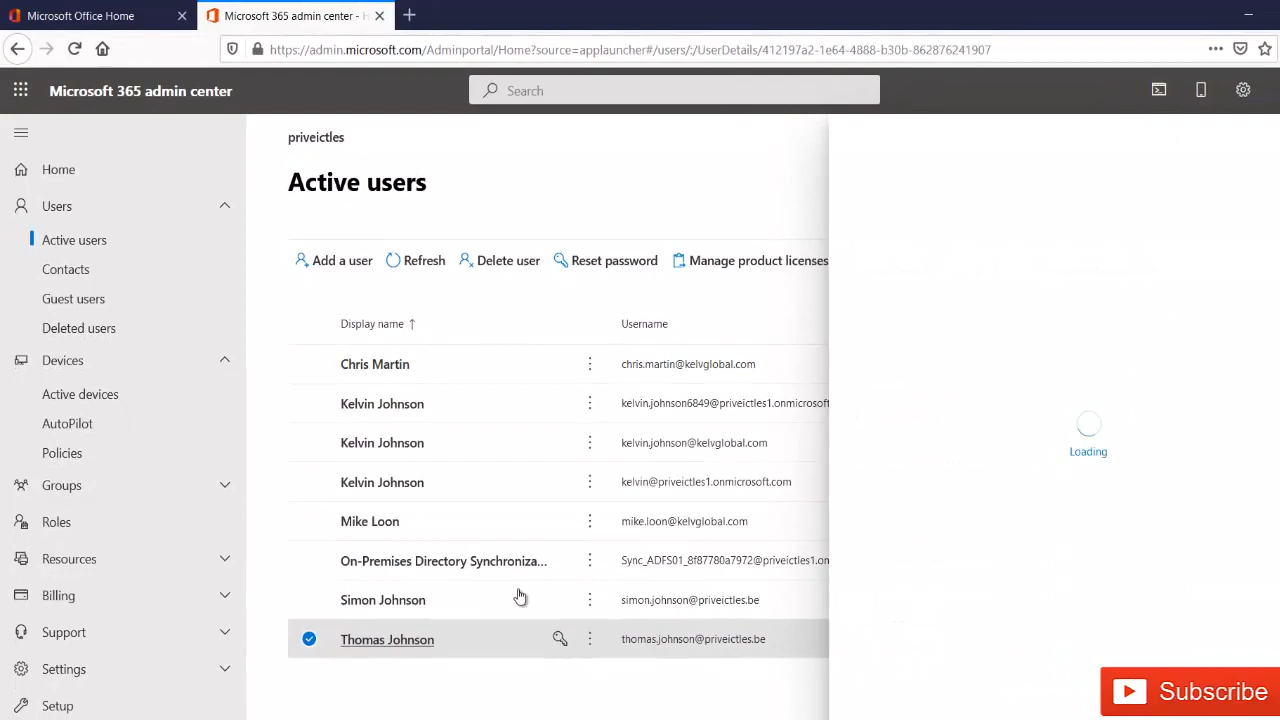 Microsoft Office Home
Microsoft 365 admin center - H
https://admin.microsoft.com/Adminportal/Home?source=applauncher#/users/:/UserDetails/412197a2-1e64-4888-b30b-862876241907
Microsoft 365 admin center
Search
Home
Users
Active users
Contacts
Guest users
Deleted users
Devices
Active devices
AutoPilot
Policies
Groups
Roles
Resources
Billing
Support
Settings
Setup
priveictles
Active users
Add a user
Refresh
Delete user
Reset password
Manage product licenses
Display name ↑
Username
Chris Martin
chris.martin@kelvglobal.com
Kelvin Johnson
kelvin.johnson6849@priveictles1.onmicrosoft
Kelvin Johnson
kelvin.johnson@kelvglobal.com
Kelvin Johnson
kelvin@priveictles1.onmicrosoft.com
Mike Loon
mike.loon@kelvglobal.com
On-Premises Directory Synchroniza...
Sync_ADFS01_8f87780a7972@priveictles1.on
Simon Johnson
simon.johnson@priveictles.be
Thomas Johnson
thomas.johnson@priveictles.be
Loading
Subscribe